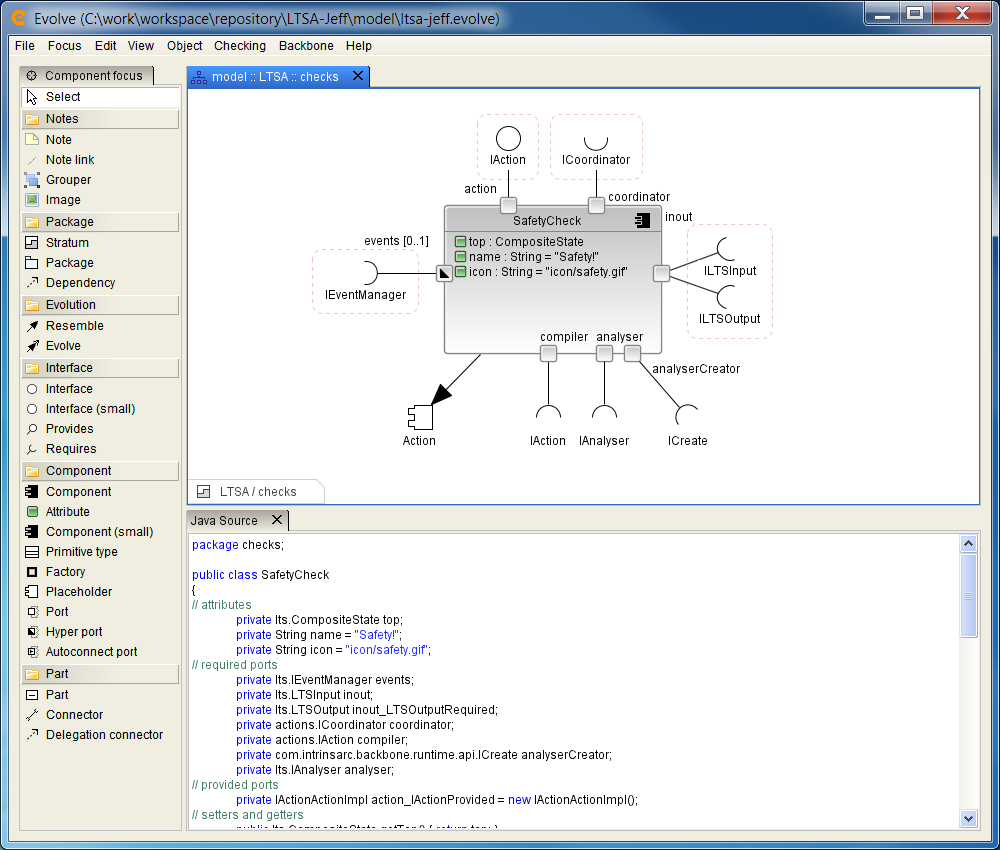 Evolve (C:\work\workspace\repository\LTSA-Jeff\model\ltsa-jeff.evolve)
File Focus Edit View Object Checking Backbone Help
Component focus
Select
Notes
Note
Note link
Grouper
Image
Package
Stratum
Package
Dependency
Evolution
Resemble
Evolve
Interface
Interface
Interface (small)
Provides
Requires
Component
Component
Attribute
Component (small)
Primitive type
Factory
Placeholder
Port
Hyper port
Autoconnect port
Part
Part
Connector
Delegation connector
model :: LTSA :: checks
IAction
ICoordinator
action
coordinator
SafetyCheck
inout
events [0..1]
top : CompositeState
name : String = "Safety!"
icon : String = "icon/safety.gif"
IEventManager
ILTSInput
ILTSOutput
compiler
analyser
analyserCreator
Action
IAction
IAnalyser
ICreate
LTSA / checks
Java Source
package checks;
public class SafetyCheck
{
// attributes
private lts.CompositeState top;
private String name = "Safety!";
private String icon = "icon/safety.gif";
// required ports
private lts.IEventManager events;
private lts.LTSInput inout;
private lts.LTSOutput inout_LTSOutputRequired;
private actions.ICoordinator coordinator;
private actions.IAction compiler;
private com.intrinsarc.backbone.runtime.api.ICreate analyserCreator;
private lts.IAnalyser analyser;
// provided ports
private IActionActionImpl action_IActionProvided = new IActionActionImpl();
// setters and getters
public lts.CompositeState getTop() { return top; }